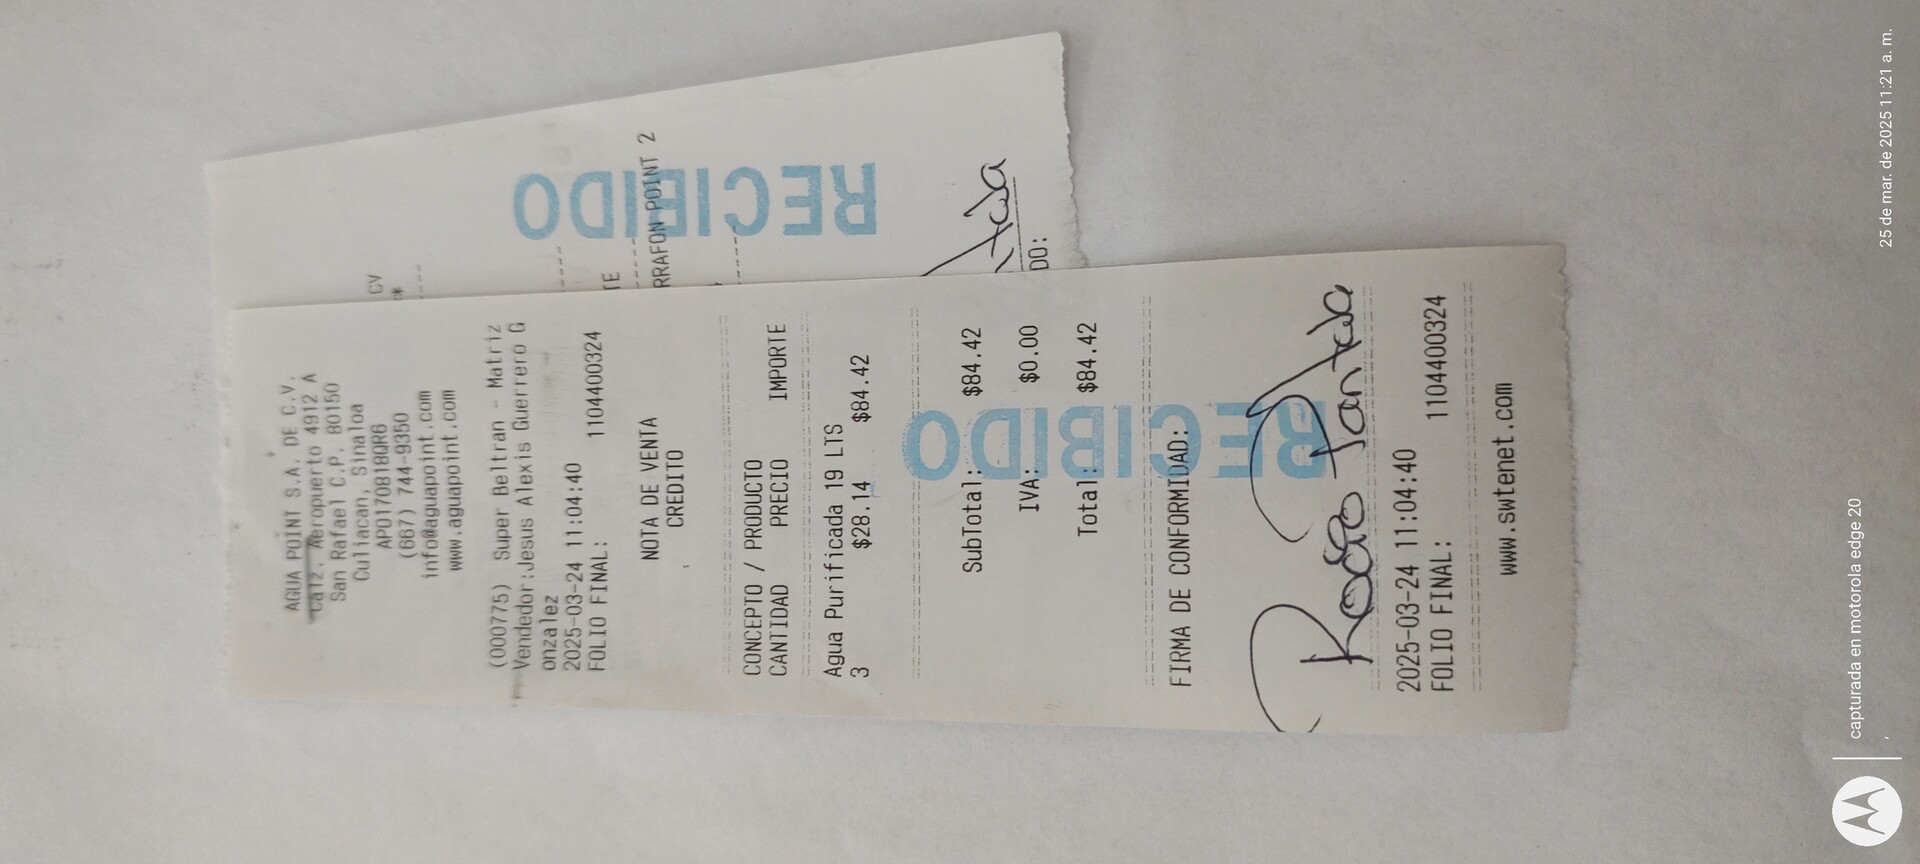 AGUA POINT S.A. DE C.V.
Calz. Aeropuerto 4912 A
San Rafael C.P. 80150
Culiacan, Sinaloa
APO170818QR6
(667) 744-9350
info@aguapoint.com
www.aguapoint.com
(000775) Super Beltran - Matriz
Vendedor:Jesus Alexis Guerrero G
onzalez
2025-03-24 11:04:40
FOLIO FINAL: 1104400324
NOTA DE VENTA
CREDITO
CONCEPTO / PRODUCTO
CANTIDAD PRECIO IMPORTE
Agua Purificada 19 LTS
3 $28.14 $84.42
SubTotal: $84.42
IVA: $0.00
Total: $84.42
RECIBIDO
FIRMA DE CONFORMIDAD:
2025-03-24 11:04:40
FOLIO FINAL: 1104400324
www.swtenet.com
CV
TE
RRAFON POINT 2
RECIBIDO
DO:
capturada en motorola edge 20
25 de mar. de 2025 11:21 a. m.